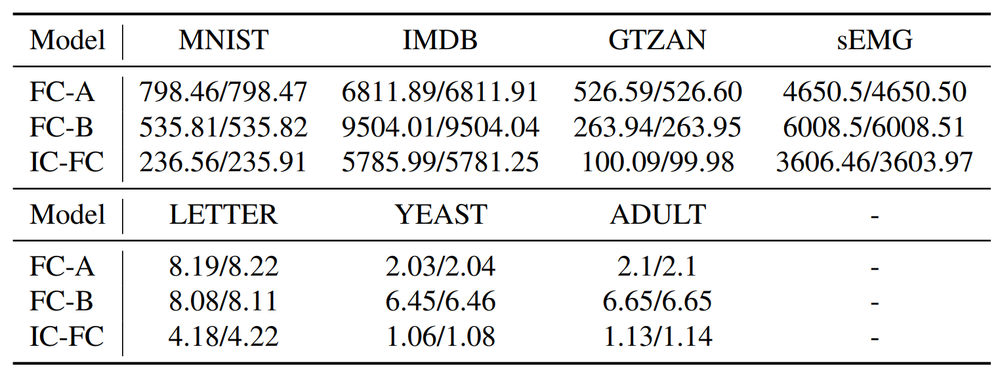 Model MNIST IMDB GTZAN sEMG
FC-A 798.46/798.47 6811.89/6811.91 526.59/526.60 4650.5/4650.50
FC-B 535.81/535.82 9504.01/9504.04 263.94/263.95 6008.5/6008.51
IC-FC 236.56/235.91 5785.99/5781.25 100.09/99.98 3606.46/3603.97
Model LETTER YEAST ADULT -
FC-A 8.19/8.22 2.03/2.04 2.1/2.1 -
FC-B 8.08/8.11 6.45/6.46 6.65/6.65 -
IC-FC 4.18/4.22 1.06/1.08 1.13/1.14 -